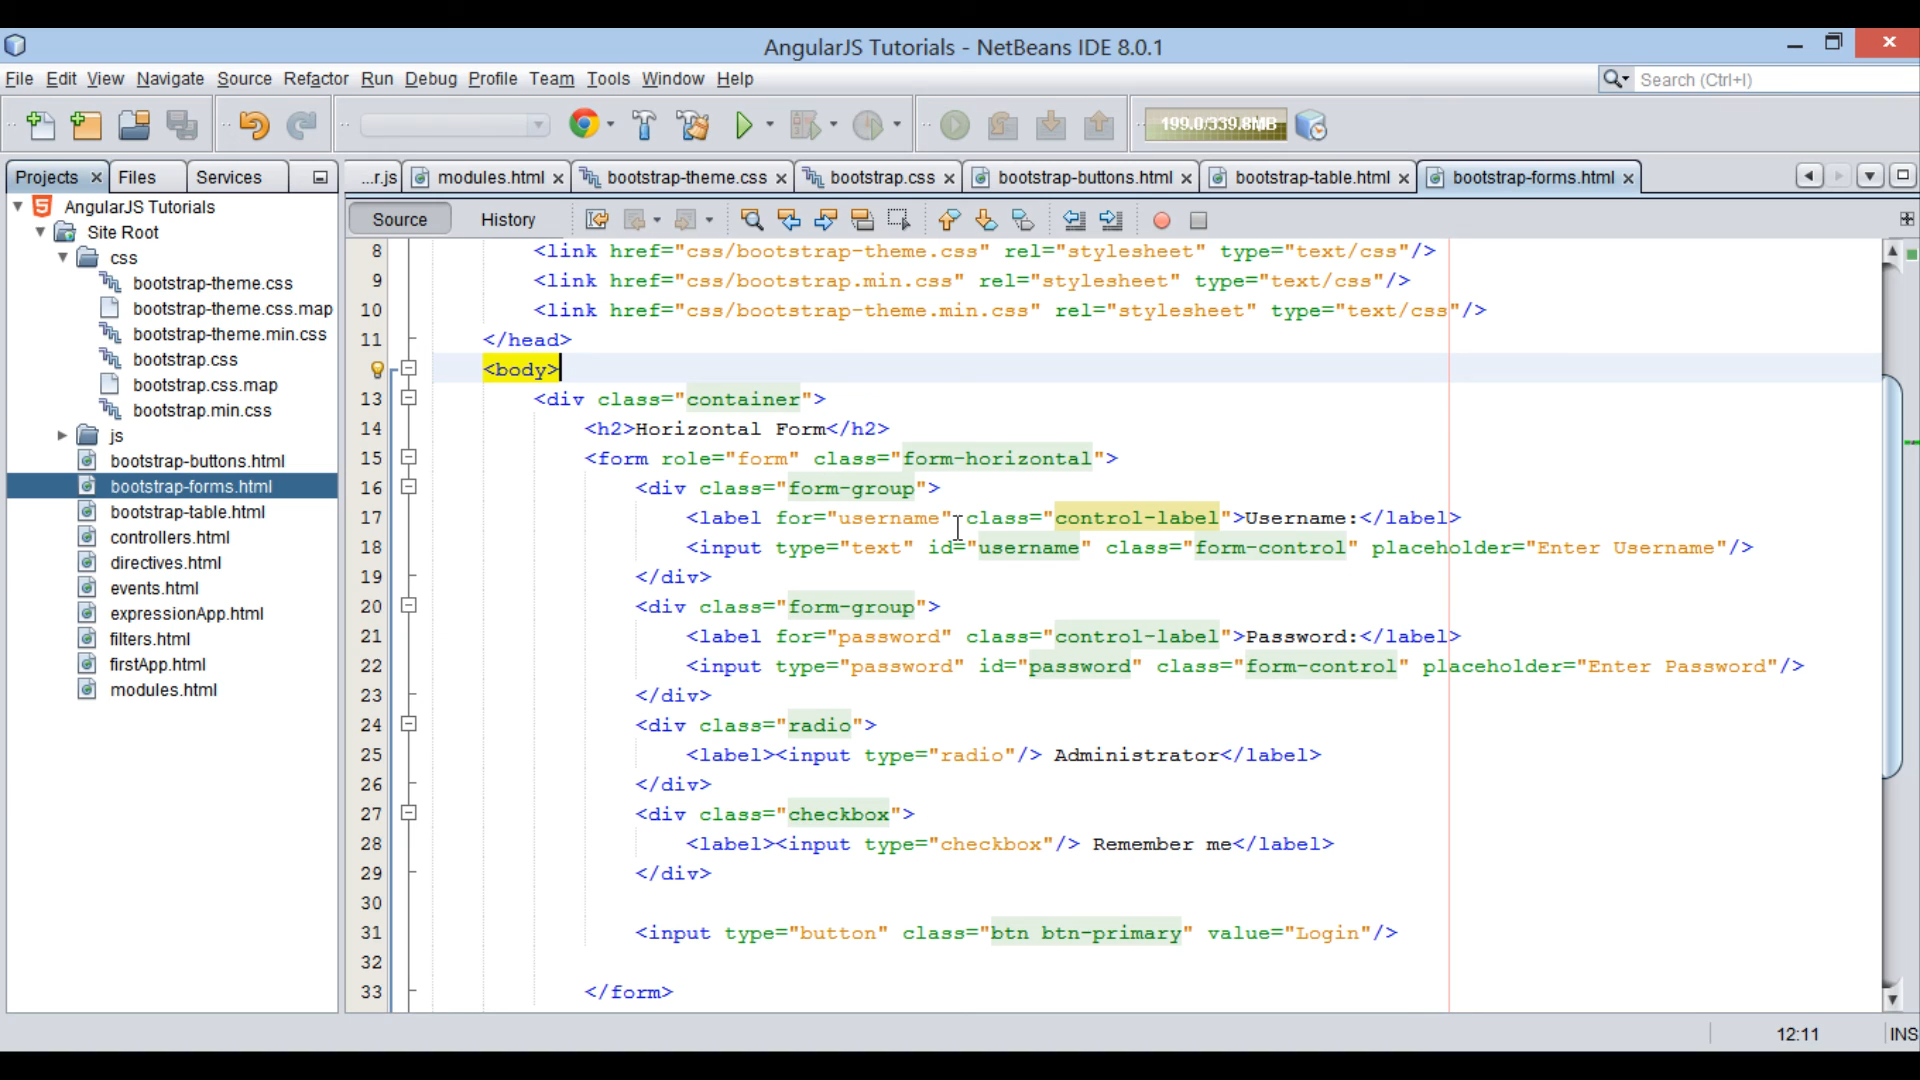 AngularJS Tutorials - NetBeans IDE 8.0.1
File Edit View Navigate Source Refactor Run Debug Profile Team Tools Window Help
Search (Ctrl+I)
199.0/339.8MB
Projects Files Services
...r.js modules.html bootstrap-theme.css bootstrap.css bootstrap-buttons.html bootstrap-table.html bootstrap-forms.html
Source History
AngularJS Tutorials
Site Root
css
bootstrap-theme.css
bootstrap-theme.css.map
bootstrap-theme.min.css
bootstrap.css
bootstrap.css.map
bootstrap.min.css
js
bootstrap-buttons.html
bootstrap-forms.html
bootstrap-table.html
controllers.html
directives.html
events.html
expressionApp.html
filters.html
firstApp.html
modules.html
8 <link href="css/bootstrap-theme.css" rel="stylesheet" type="text/css"/>
9 <link href="css/bootstrap.min.css" rel="stylesheet" type="text/css"/>
10 <link href="css/bootstrap-theme.min.css" rel="stylesheet" type="text/css"/>
11 </head>
<body>
13 <div class="container">
14 <h2>Horizontal Form</h2>
15 <form role="form" class="form-horizontal">
16 <div class="form-group">
17 <label for="username" class="control-label">Username:</label>
18 <input type="text" id="username" class="form-control" placeholder="Enter Username"/>
19 </div>
20 <div class="form-group">
21 <label for="password" class="control-label">Password:</label>
22 <input type="password" id="password" class="form-control" placeholder="Enter Password"/>
23 </div>
24 <div class="radio">
25 <label><input type="radio"/> Administrator</label>
26 </div>
27 <div class="checkbox">
28 <label><input type="checkbox"/> Remember me</label>
29 </div>
30
31 <input type="button" class="btn btn-primary" value="Login"/>
32
33 </form>
12:11 INS